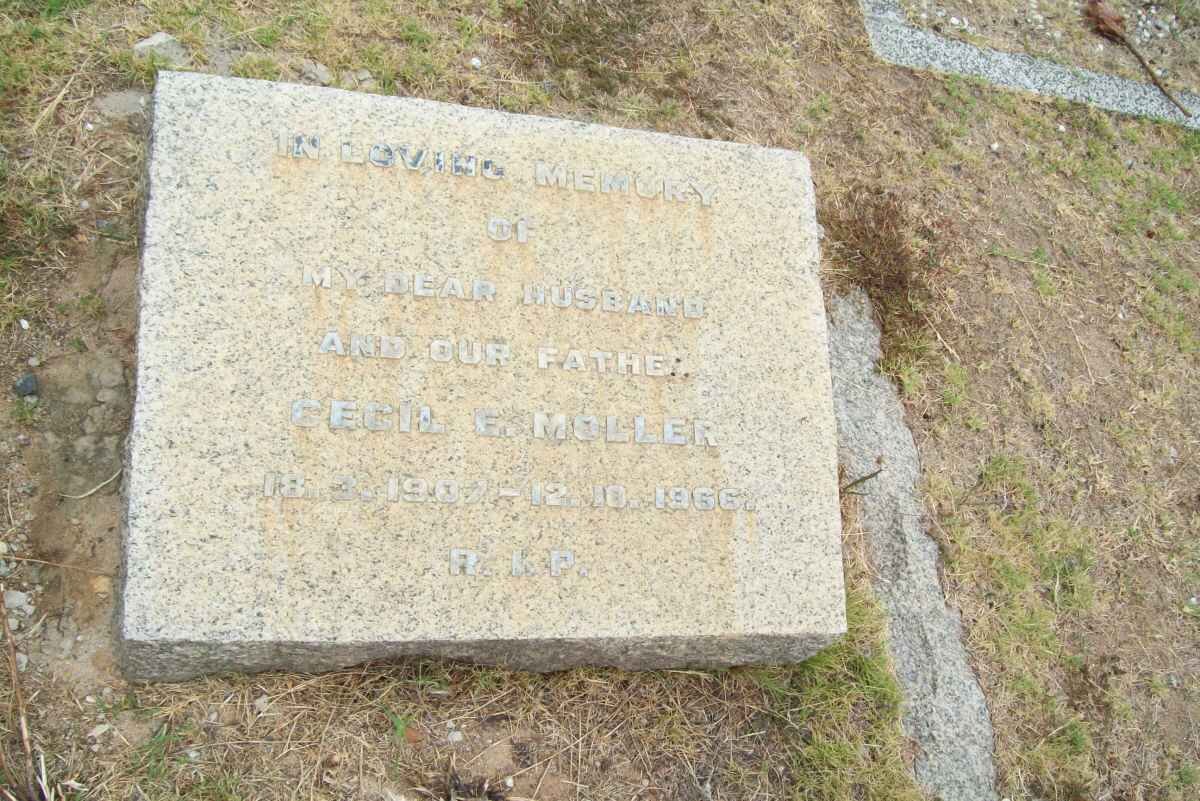 IN LOVING MEMORY
OF
MY DEAR HUSBAND
AND OUR FATHER
CECIL E. MOLLER
18. 3. 1907 - 12. 10. 1966.
R. I. P.